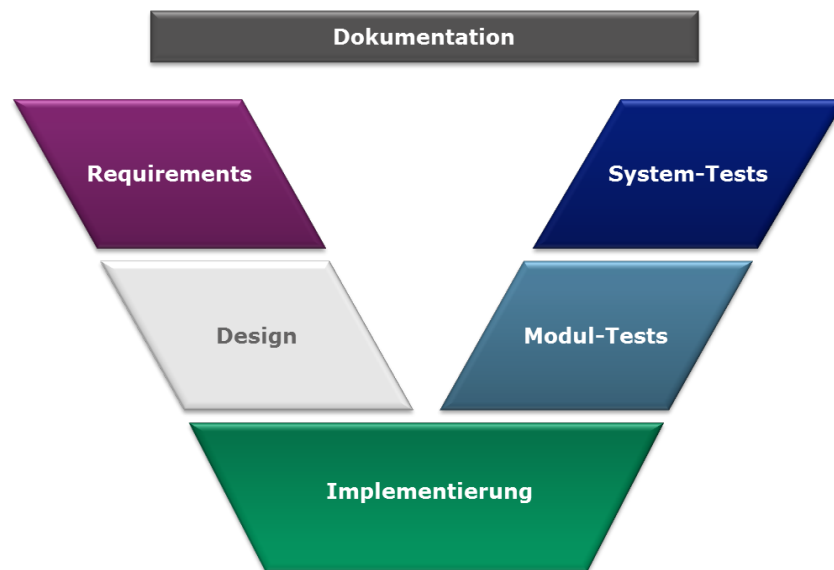 Dokumentation
Requirements
System-Tests
Design
Modul-Tests
Implementierung